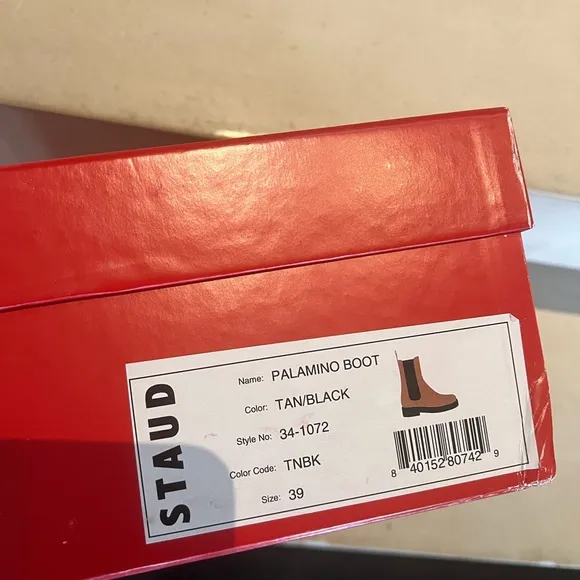 STAUD
Name: PALAMINO BOOT
Color: TAN/BLACK
Style No: 34-1072
Color Code: TNBK
Size: 39
8 40152 80742 9